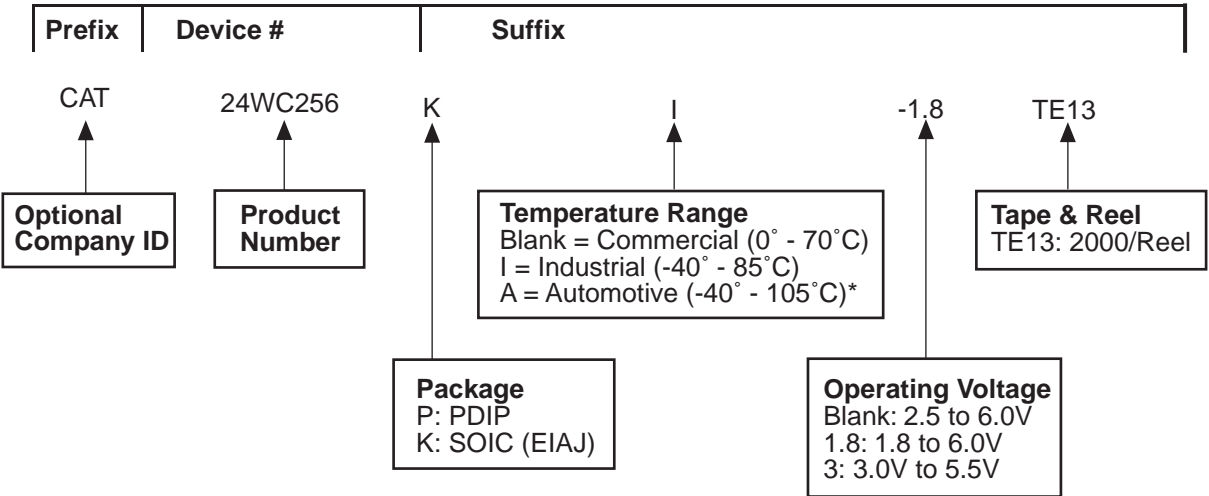 Prefix Device # Suffix
CAT 24WC256 K I -1.8 TE13
Optional
Company ID
Product
Number
Temperature Range
Blank = Commercial (0˚ - 70˚C)
I = Industrial (-40˚ - 85˚C)
A = Automotive (-40˚ - 105˚C)*
Tape & Reel
TE13: 2000/Reel
Package
P: PDIP
K: SOIC (EIAJ)
Operating Voltage
Blank: 2.5 to 6.0V
1.8: 1.8 to 6.0V
3: 3.0V to 5.5V